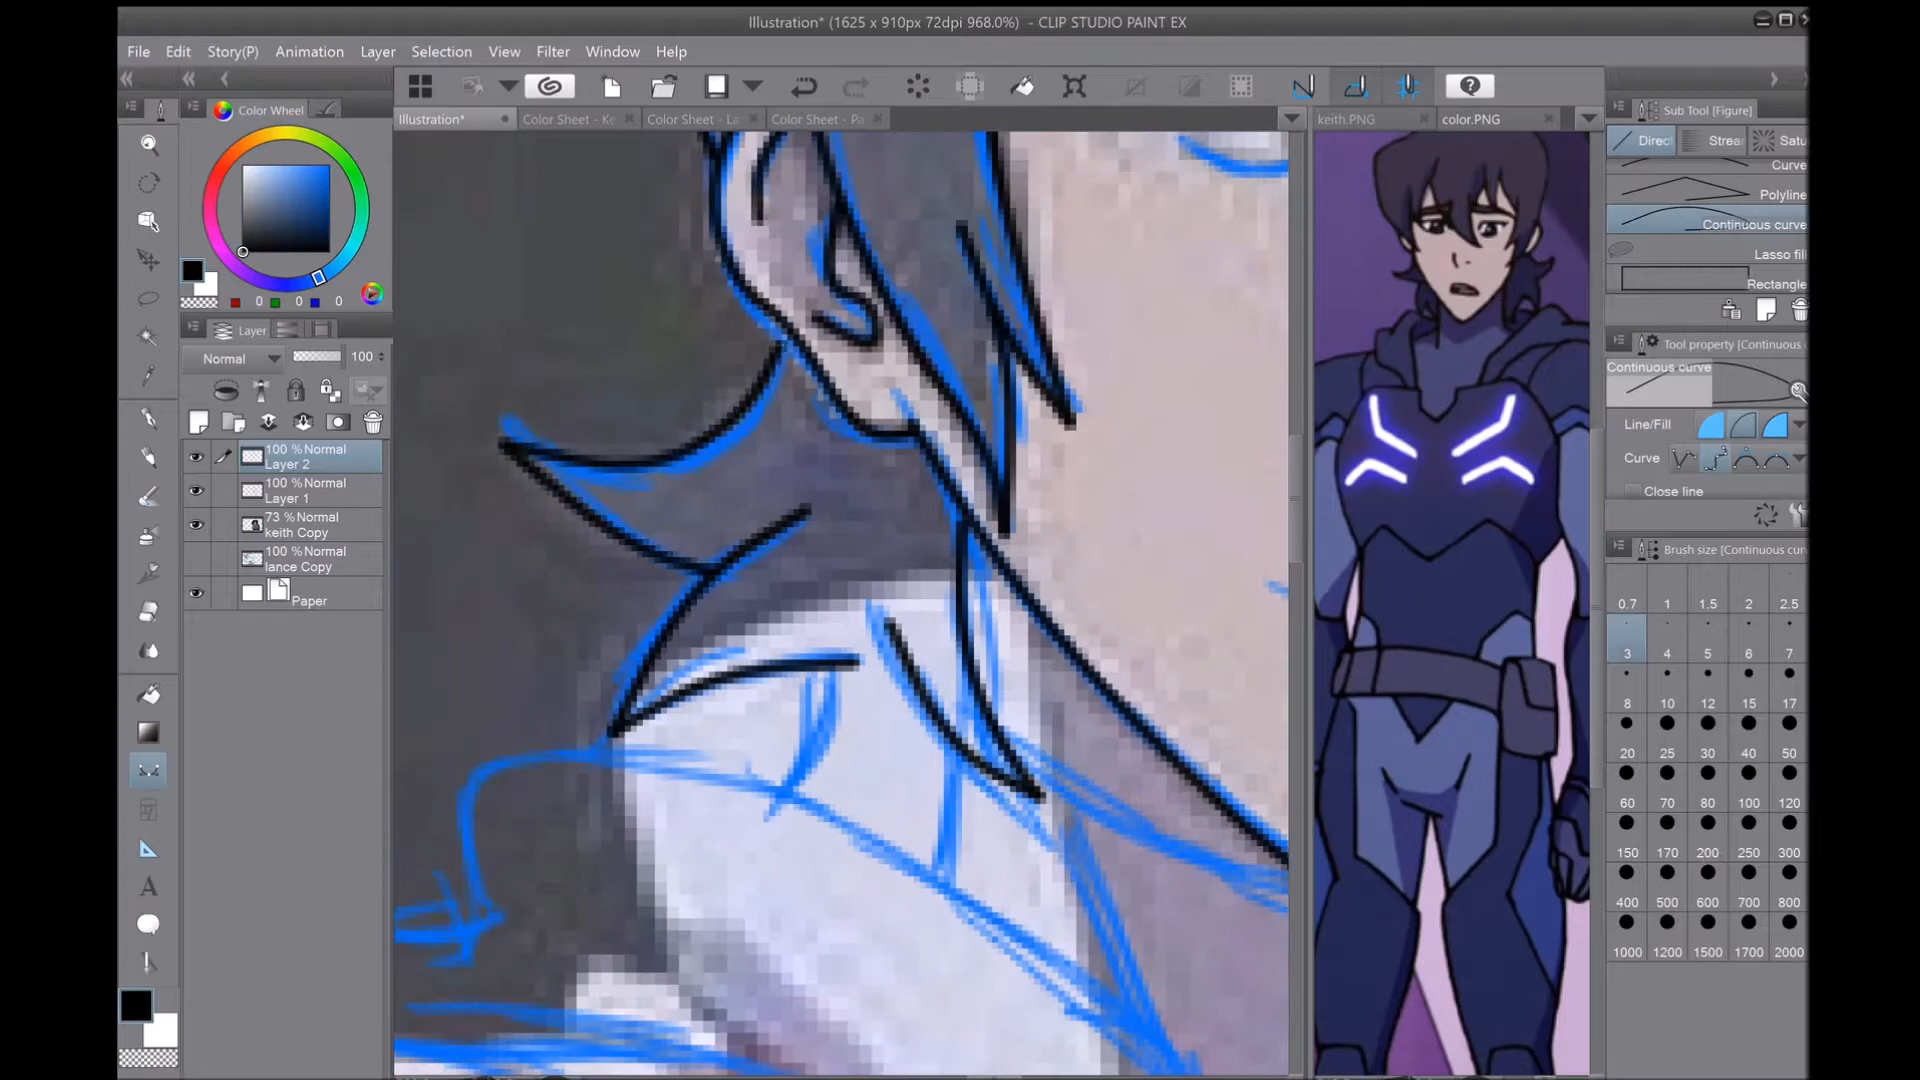 Illustration* (1625 x 910px 72dpi 968.0%) - CLIP STUDIO PAINT EX
File Edit Story(P) Animation Layer Selection View Filter Window Help
Illustration* Color Sheet - Ke Color Sheet - La Color Sheet - Pa keith.PNG color.PNG
Color Wheel
0 0 0
Layer
Normal 100
100 %Normal
Layer 2
100 %Normal
Layer 1
73 %Normal
keith Copy
100 %Normal
lance Copy
Paper
A
Sub Tool [Figure]
Direc Strea Satu
Curve
Polyline
Continuous curve
Lasso fil
Rectangle
Tool property [Continuous c
Continuous curve
Line/Fill
Curve
Close line
Brush size [Continuous curv
0.7 1 1.5 2 2.5
3 4 5 6 7
8 10 12 15 17
20 25 30 40 50
60 70 80 100 120
150 170 200 250 300
400 500 600 700 800
1000 1200 1500 1700 2000